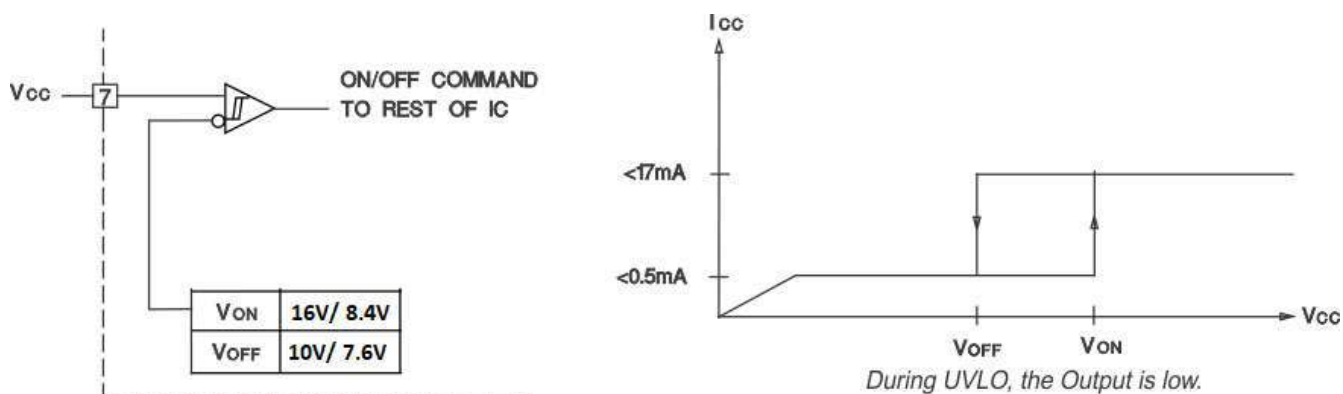 Vcc
7
ON/OFF COMMAND
TO REST OF IC
VON 16V/ 8.4V
VOFF 10V/ 7.6V
Icc
<17mA
<0.5mA
VOFF VON
Vcc
During UVLO, the Output is low.